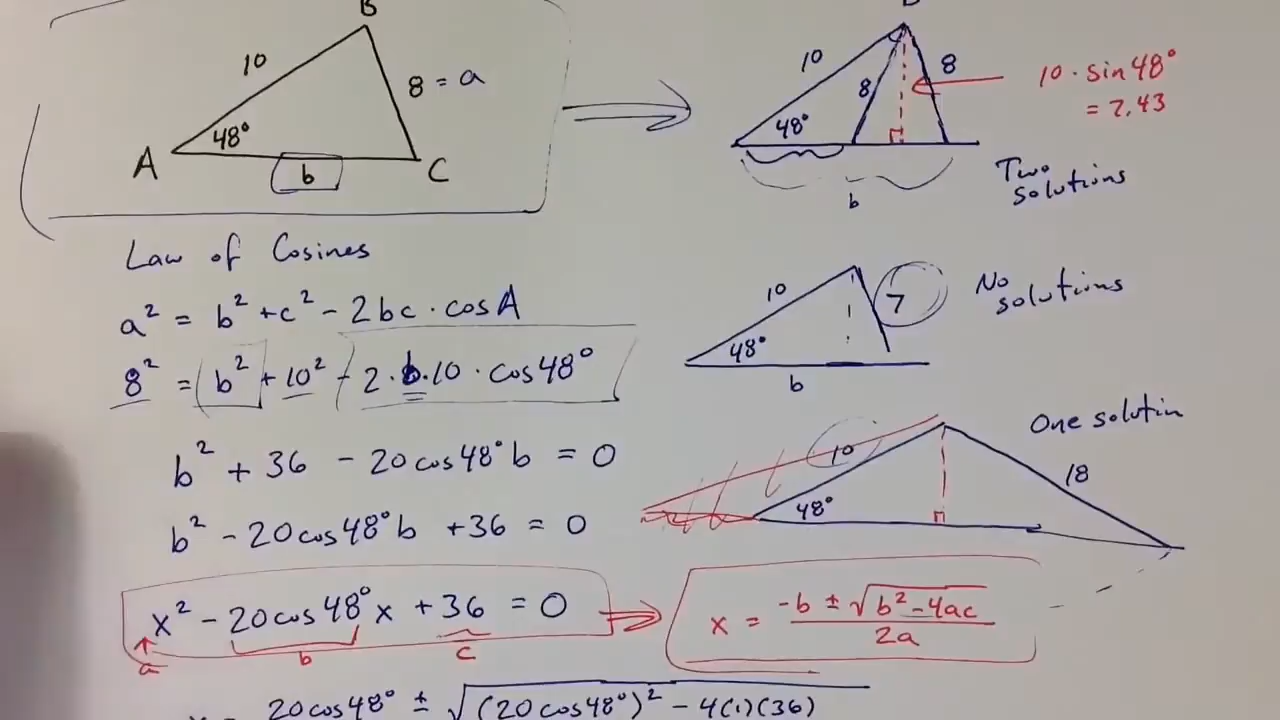 B
10
8 = a
48°
A
b
C
10
8
8
48°
b
10 · sin 48°
= 7.43
Two
solutions
Law of Cosines
a² = b² + c² - 2bc · cos A
8² = b² + 10² - 2 · b · 10 · cos 48°
b² + 36 - 20 cos 48° b = 0
b² - 20 cos 48° b + 36 = 0
x² - 20 cos 48° x + 36 = 0
a
b
c
10
7
48°
b
No
solutions
One solutin
10
18
48°
x = -b ± √b² - 4ac
2a
20 cos 48° ± √(20 cos 48°)² - 4(1)(36)